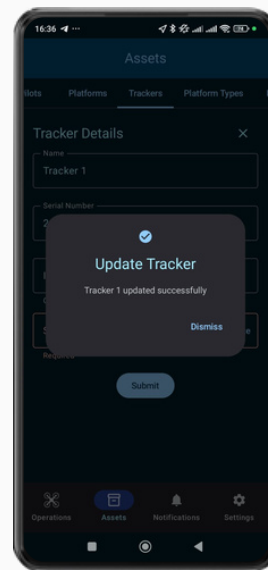 16:36
Assets
Platforms Trackers Platform Types
Tracker Details
Name
Tracker 1
Serial Number
2
Update Tracker
Tracker 1 updated successfully
Dismiss
Required
Submit
Operations Assets Notifications Settings